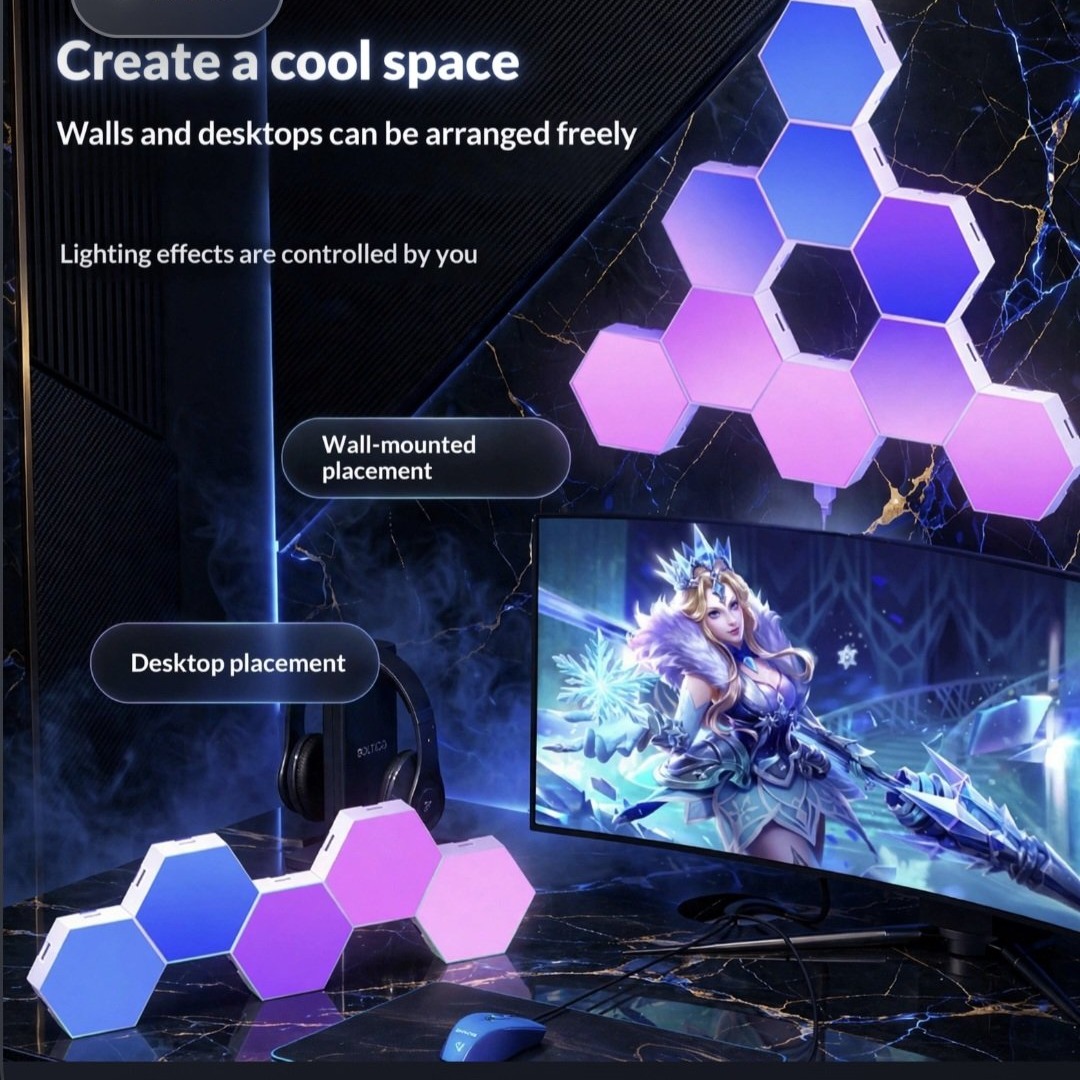 Create a cool space
Walls and desktops can be arranged freely
Lighting effects are controlled by you
Wall-mounted
placement
Desktop placement